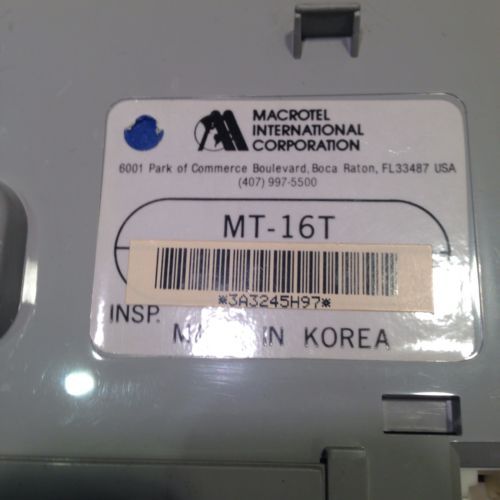 MACROTEL
INTERNATIONAL
CORPORATION
6001 Park of Commerce Boulevard, Boca Raton, FL33487 USA
(407) 997-5500
MT-16T
*3A3245H97*
INSP.
MADE IN KOREA